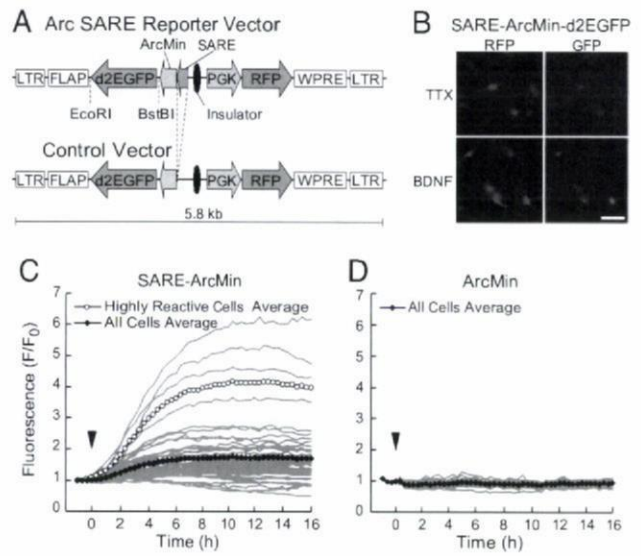 A
Arc SARE Reporter Vector
ArcMin SARE
LTR FLAP d2EGFP PGK RFP WPRE LTR
EcoRI BstBI Insulator
Control Vector
LTR FLAP d2EGFP PGK RFP WPRE LTR
5.8 kb
B
SARE-ArcMin-d2EGFP
RFP GFP
TTX
BDNF
C
SARE-ArcMin
Highly Reactive Cells Average
All Cells Average
Fluorescence (F/F0)
7
6
5
4
3
2
1
0
0 2 4 6 8 10 12 14 16
Time (h)
D
ArcMin
All Cells Average
7
6
5
4
3
2
1
0
0 2 4 6 8 10 12 14 16
Time (h)